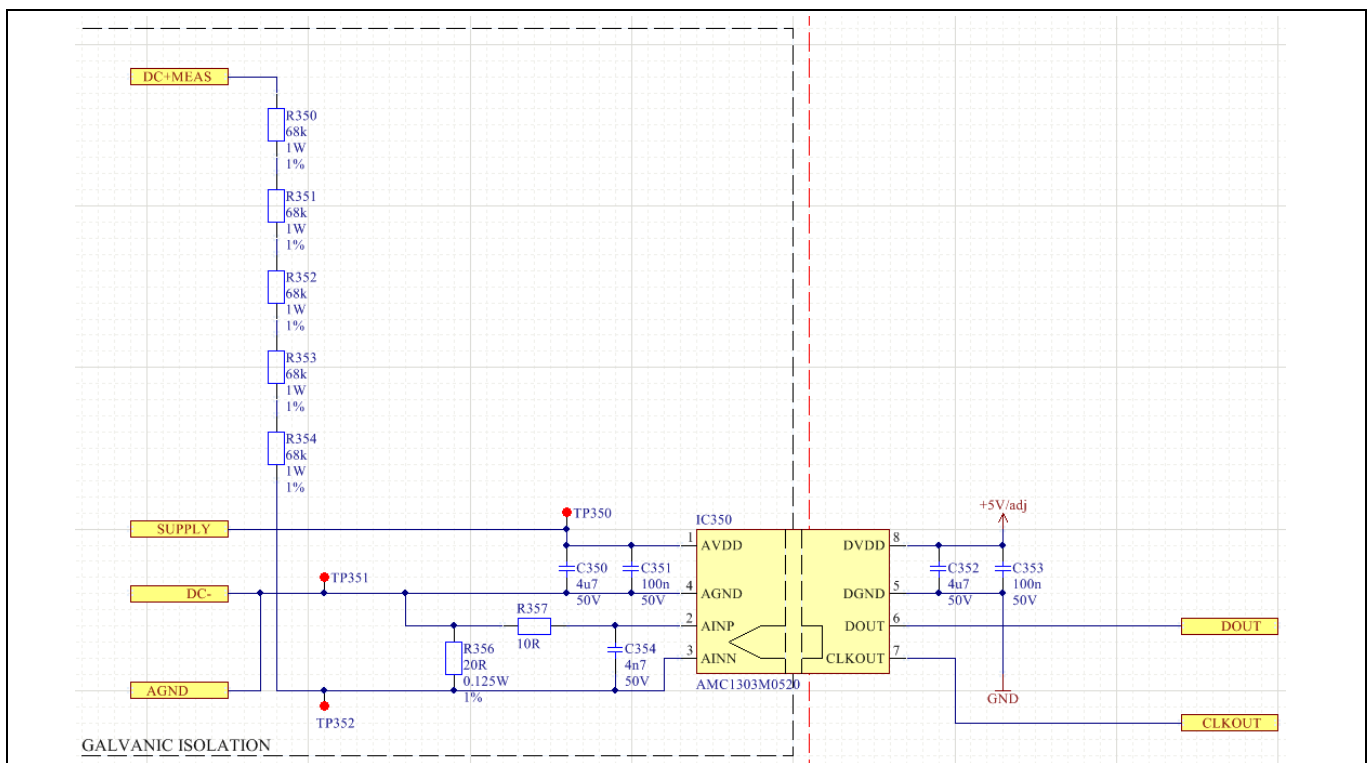 DC+MEAS
R350
68k
1W
1%
R351
68k
1W
1%
R352
68k
1W
1%
R353
68k
1W
1%
R354
68k
1W
1%
SUPPLY
TP350
IC350
+5V/adj
1 AVDD
DVDD 8
C350
4u7
50V
C351
100n
50V
C352
4u7
50V
C353
100n
50V
DC-
TP351
4 AGND
DGND 5
R357
10R
2 AINP
DOUT 6
DOUT
R356
20R
0.125W
1%
C354
4n7
50V
3 AINN
CLKOUT 7
AMC1303M0520
AGND
TP352
GND
CLKOUT
GALVANIC ISOLATION